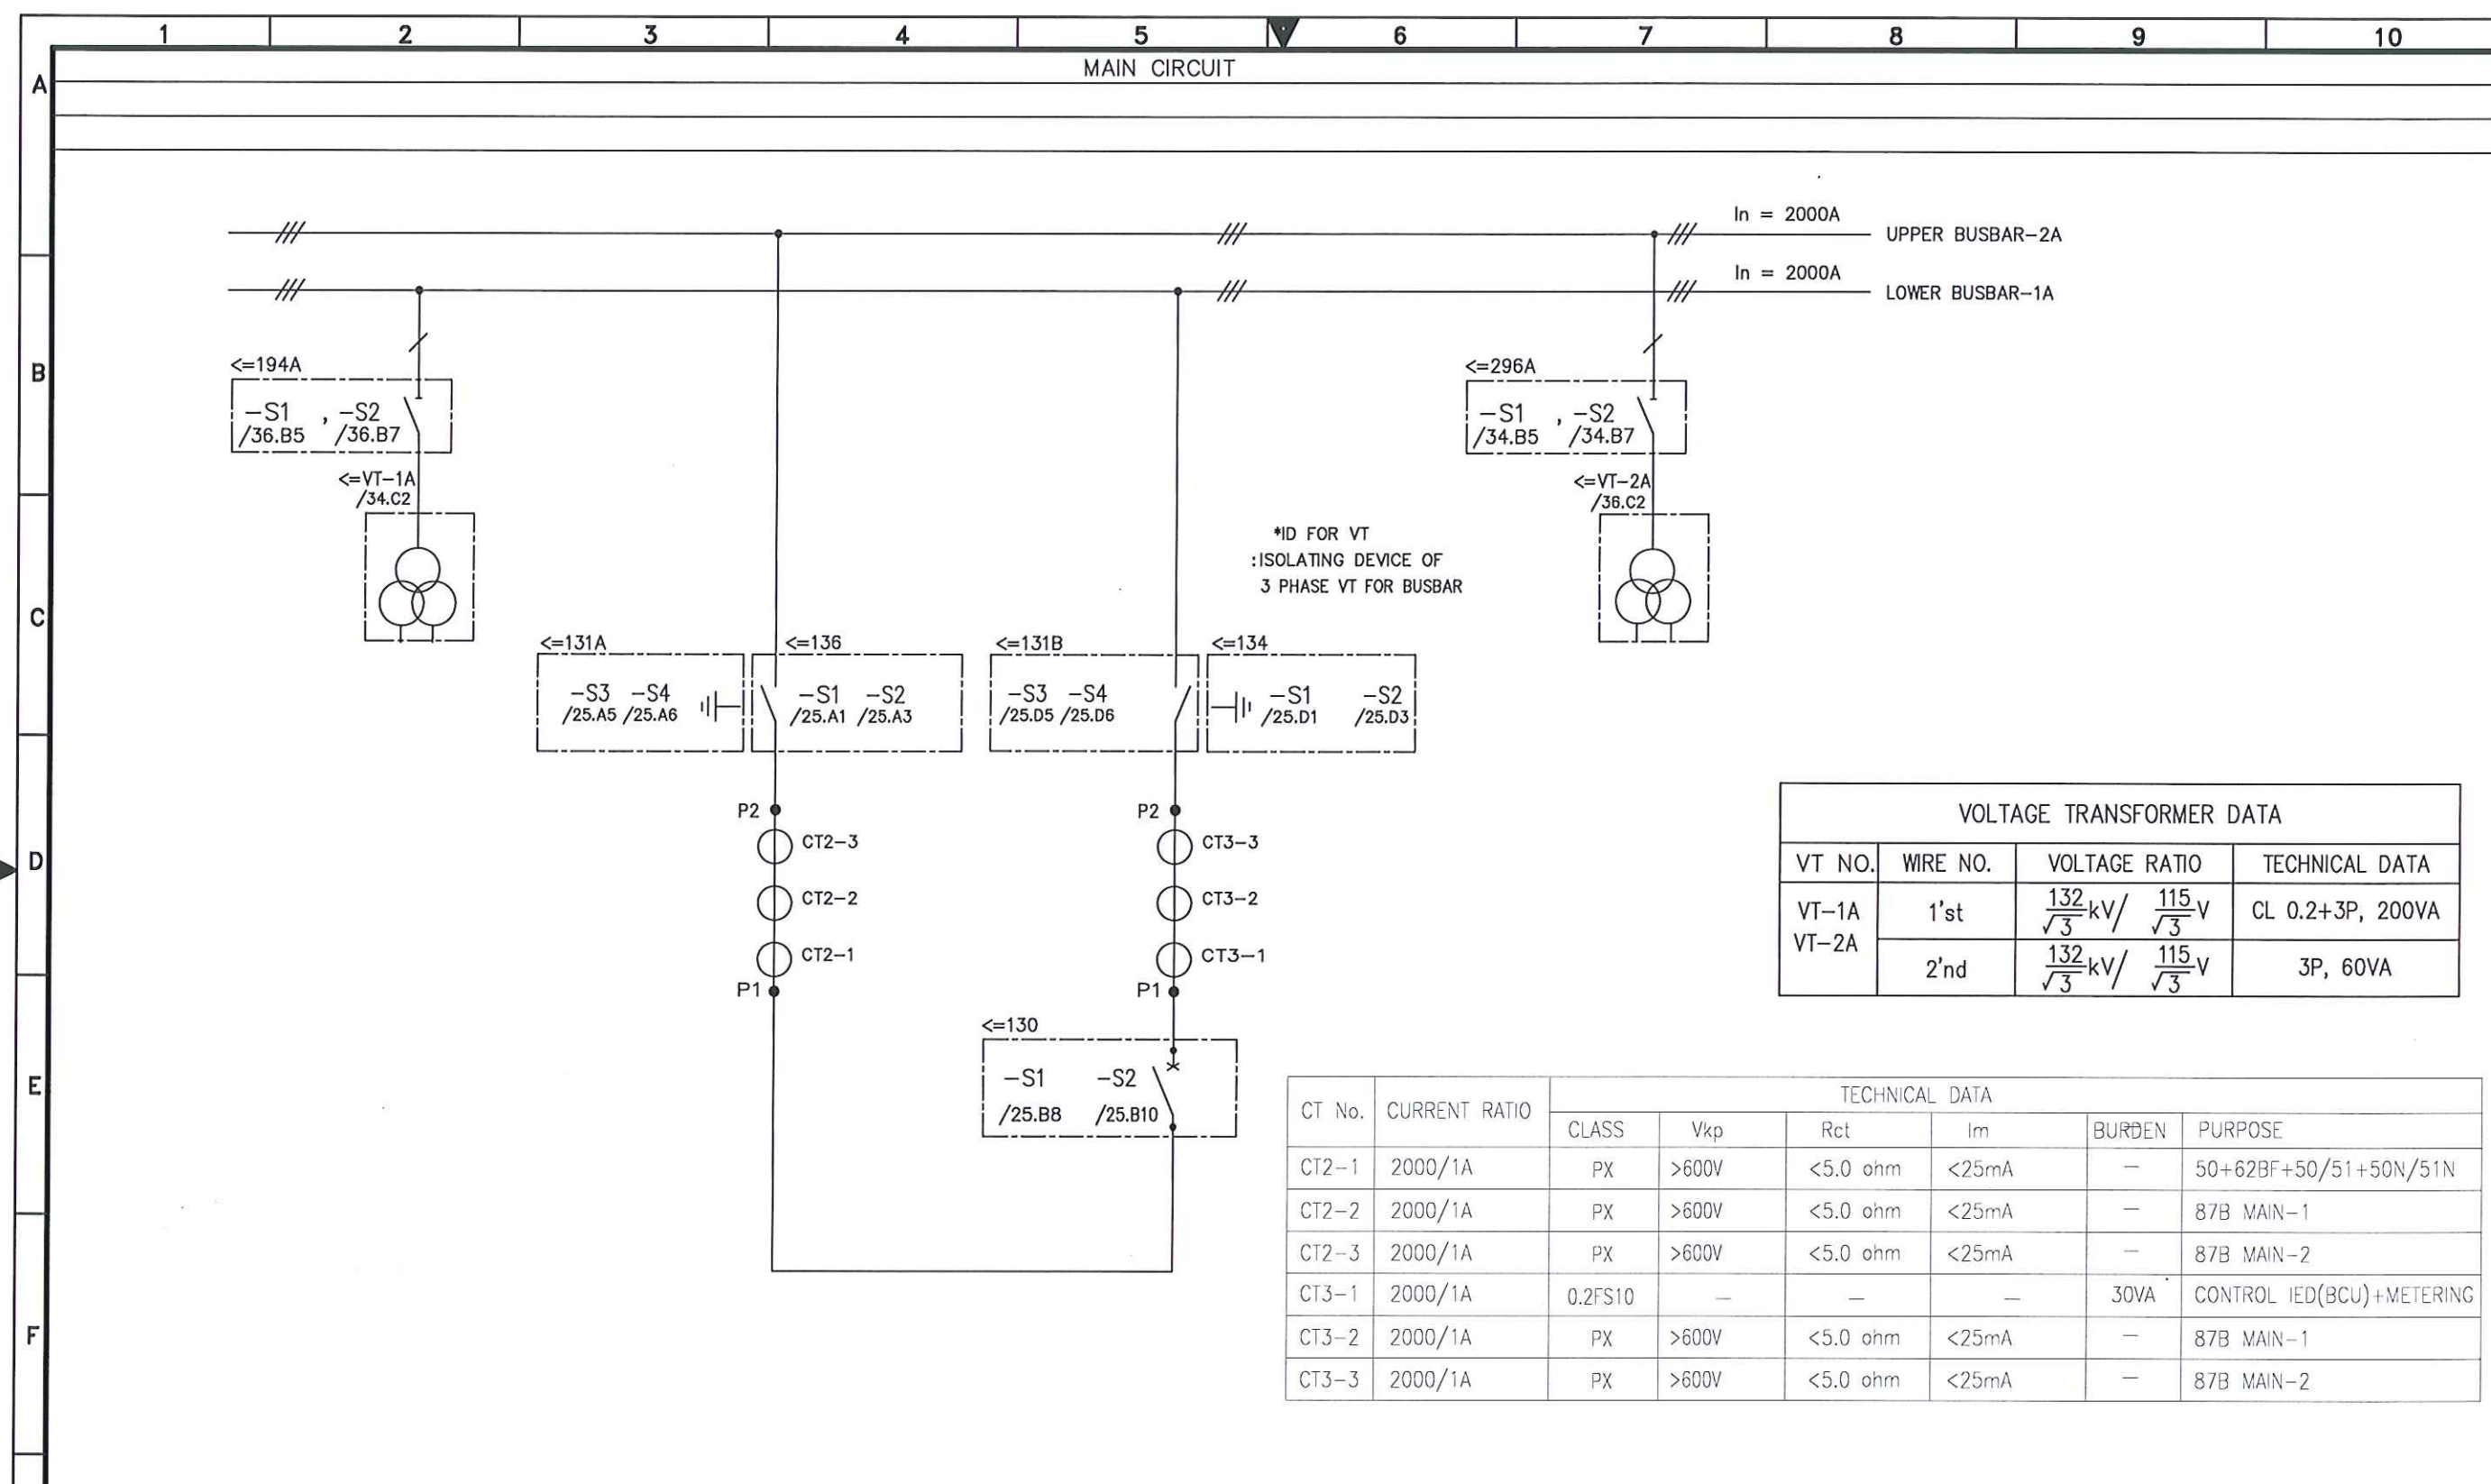 1 2 3 4 5 6 7 8 9 10
A
MAIN CIRCUIT
In = 2000A
UPPER BUSBAR-2A
In = 2000A
LOWER BUSBAR-1A
B
<=194A
-S1 , -S2
/36.B5 /36.B7
<=296A
-S1 , -S2
/34.B5 /34.B7
<=VT-1A
/34.C2
<=VT-2A
/36.C2
*ID FOR VT
:ISOLATING DEVICE OF
3 PHASE VT FOR BUSBAR
C
<=131A
-S3 -S4
/25.A5 /25.A6
<=136
-S1 -S2
/25.A1 /25.A3
<=131B
-S3 -S4
/25.D5 /25.D6
<=134
-S1 -S2
/25.D1 /25.D3
D
P2
CT2-3
CT2-2
CT2-1
P1
P2
CT3-3
CT3-2
CT3-1
P1
VOLTAGE TRANSFORMER DATA
VT NO. WIRE NO. VOLTAGE RATIO TECHNICAL DATA
VT-1A
VT-2A
1'st 132/√3 kV/ 115/√3 V CL 0.2+3P, 200VA
2'nd 132/√3 kV/ 115/√3 V 3P, 60VA
E
<=130
-S1 -S2
/25.B8 /25.B10
CT No. CURRENT RATIO TECHNICAL DATA
CLASS Vkp Rct Im BURDEN PURPOSE
CT2-1 2000/1A PX >600V <5.0 ohm <25mA - 50+62BF+50/51+50N/51N
CT2-2 2000/1A PX >600V <5.0 ohm <25mA - 87B MAIN-1
CT2-3 2000/1A PX >600V <5.0 ohm <25mA - 87B MAIN-2
CT3-1 2000/1A 0.2FS10 - - - 30VA CONTROL IED(BCU)+METERING
CT3-2 2000/1A PX >600V <5.0 ohm <25mA - 87B MAIN-1
CT3-3 2000/1A PX >600V <5.0 ohm <25mA - 87B MAIN-2
F